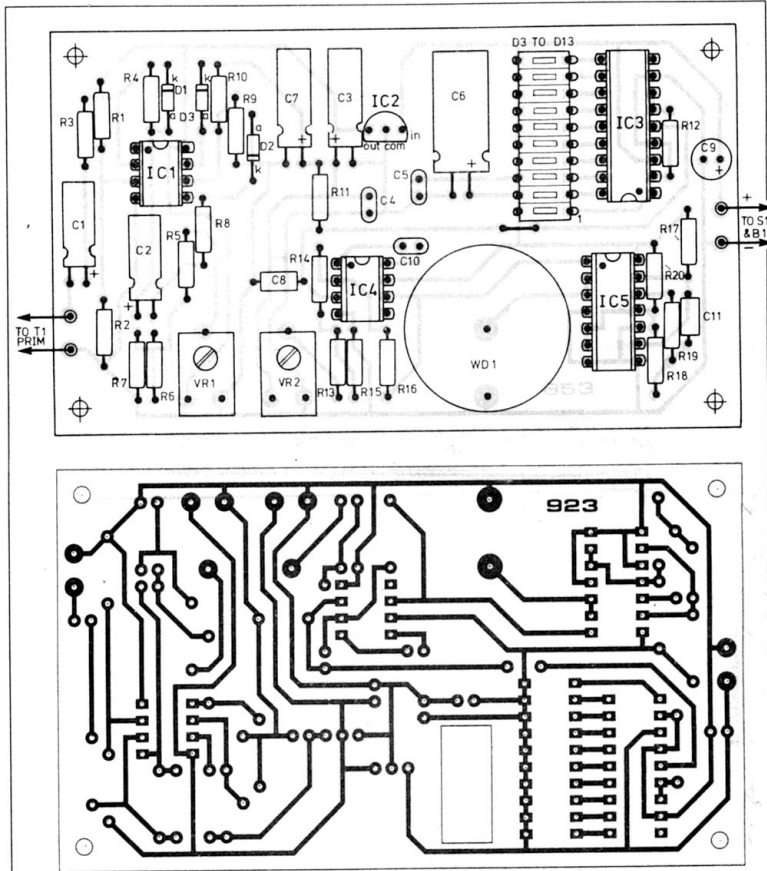 D3 TO D13
R4
k
D1
a
k
D3
a
R10
R9
a
D2
k
C7
+
C3
+
IC2
in
out com
C6
+
IC3
R12
C9
+
R3
R1
IC1
R11
C4
C5
1
+
TO S1
&B1
–
C1
+
C2
+
R5
R8
R14
C10
C8
IC4
R17
R20
IC5
C11
TO T1
PRIM
R2
R7
R6
VR1
VR2
R13
R15
R16
WD1
R19
R18
953
923